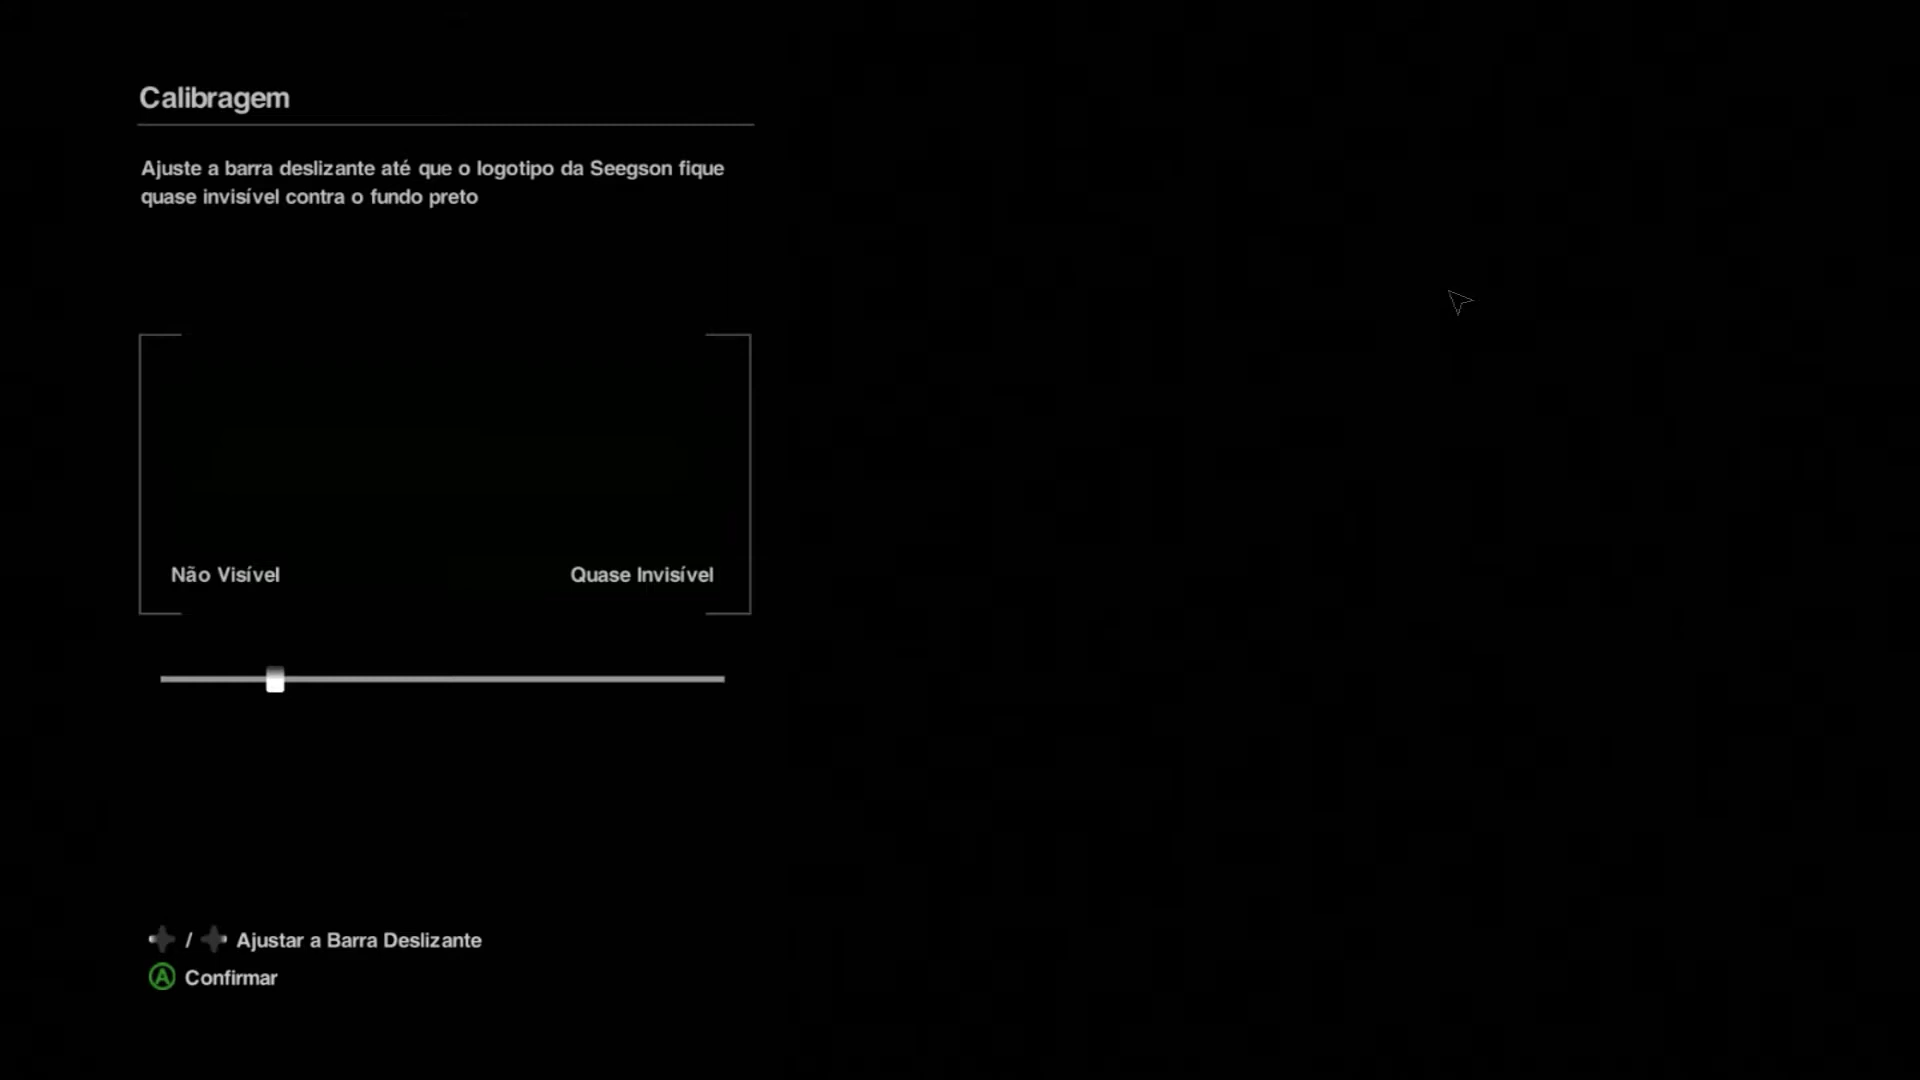 Calibragem
Ajuste a barra deslizante até que o logotipo da Seegson fique
quase invisível contra o fundo preto
Não Visível
Quase Invisível
/ Ajustar a Barra Deslizante
A Confirmar